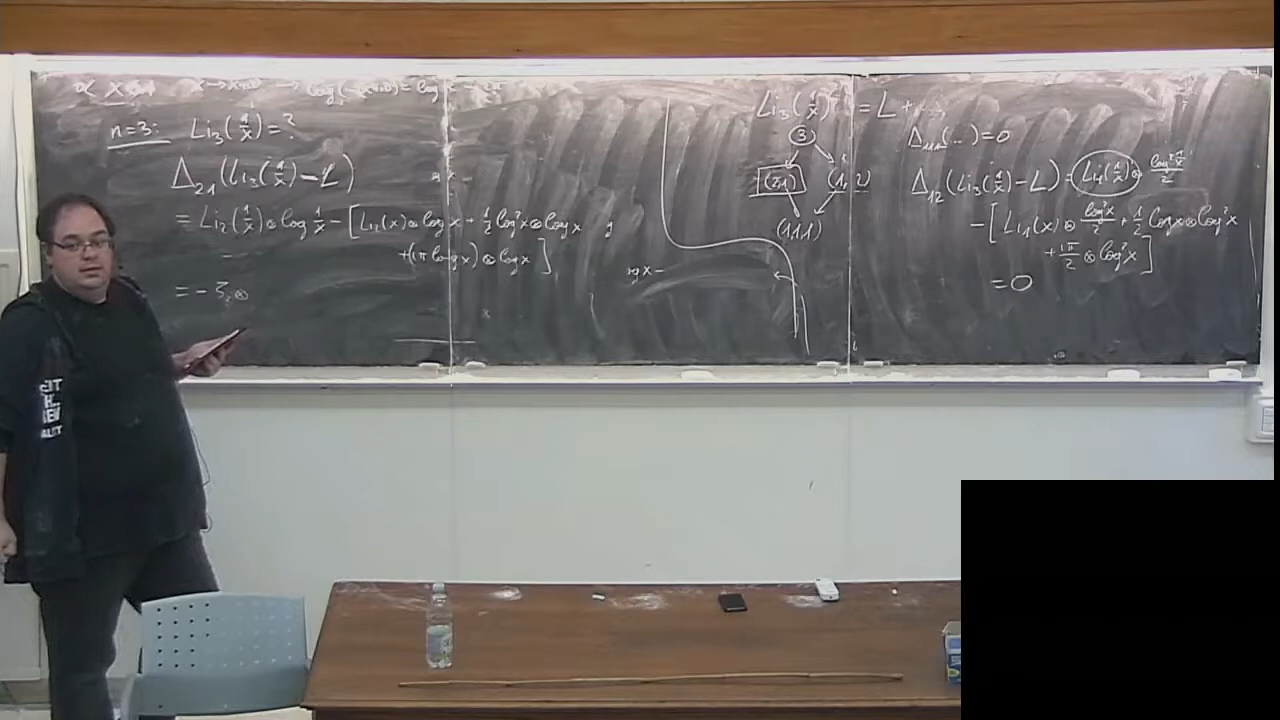 n=3: Li₃(1/x) = ?
Δ₂₁(Li₃(1/x) − L)
= Li₂(1/x) ⊗ log 1/x − [Li₂(x) ⊗ log x + 1/2 log²x ⊗ log x
+(iπ log x) ⊗ log x]
= − ζ₂ ⊗
Li₃(1/x) = L +
(3)
(2,1)
(1,1,1)
Δ₁₁₁(...) = 0
Δ₁₂(Li₃(1/x) − L) = Li₁(1/x) ⊗ log² 1/x / 2
− [Li₁(x) ⊗ log²x/2 + 1/2 log x ⊗ log²x
+ iπ/2 ⊗ log²x]
= 0